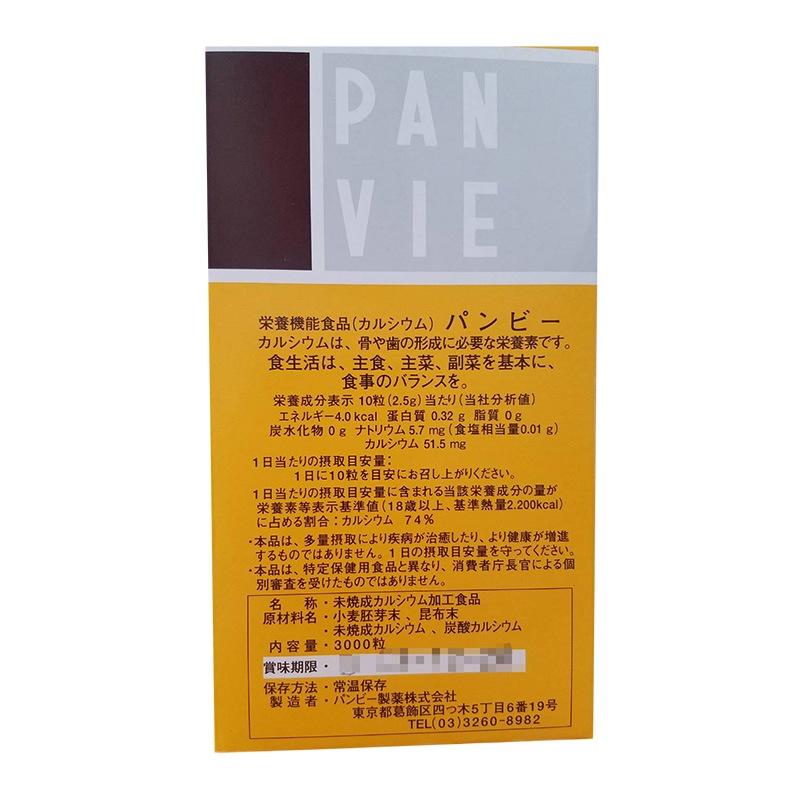 PAN
VIE
栄養機能食品(カルシウム) パンビー
カルシウムは、骨や歯の形成に必要な栄養素です。
食生活は、主食、主菜、副菜を基本に、
食事のバランスを。
栄養成分表示 10粒(2.5g)当たり(当社分析値)
エネルギー4.0 kcal 蛋白質 0.32 g 脂質 0 g
炭水化物 0 g ナトリウム 5.7 mg(食塩相当量0.01 g)
カルシウム 51.5 mg
1日当たりの摂取目安量:
1日に10粒を目安にお召し上がりください。
1日当たりの摂取目安量に含まれる当該栄養成分の量が
栄養素等表示基準値(18歳以上、基準熱量2.200kcal)
に占める割合:カルシウム 74%
・本品は、多量摂取により疾病が治癒したり、より健康が増進
するものではありません。1日の摂取目安量を守ってください。
・本品は、特定保健用食品と異なり、消費者庁長官による個
別審査を受けたものではありません。
名 称・未焼成カルシウム加工食品
原材料名・小麦胚芽末、昆布末
・未焼成カルシウム、炭酸カルシウム
内容量・3000粒
賞味期限・
保存方法・常温保存
製造者・パンビー製薬株式会社
東京都葛飾区四つ木5丁目6番19号
TEL(03)3260-8982